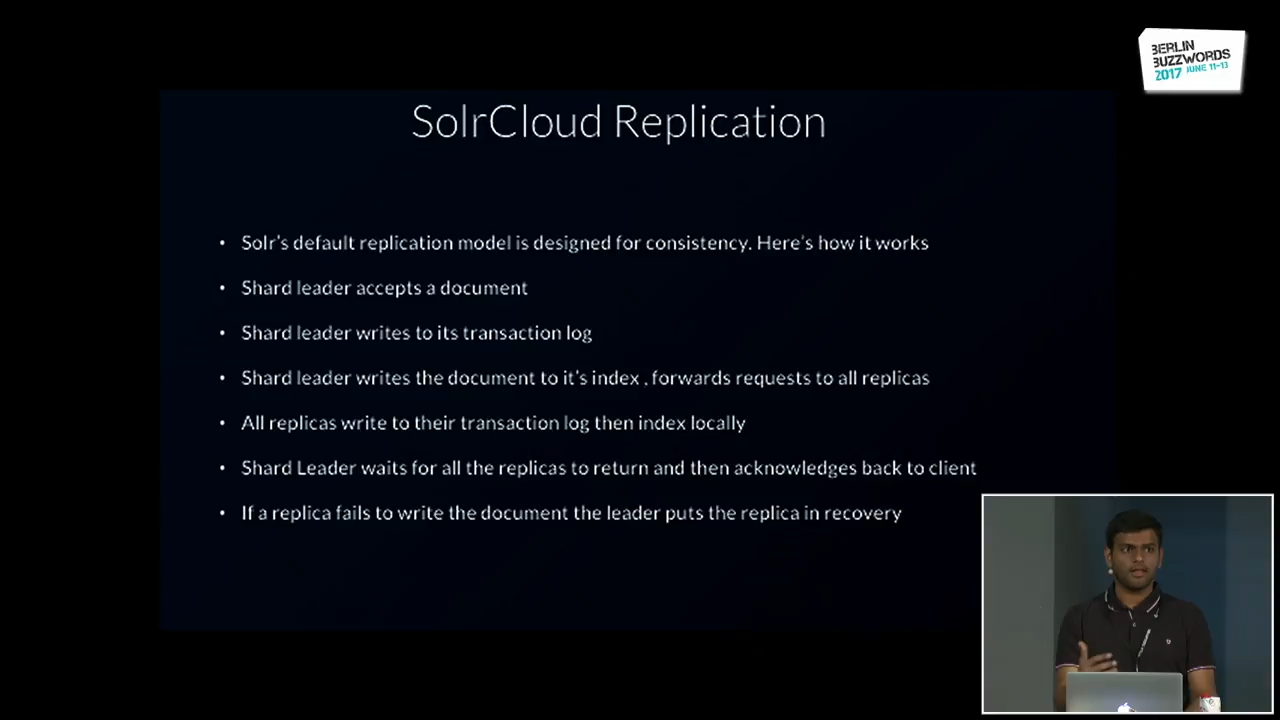 BERLIN
BUZZWORDS
2017 JUNE 11-13
SolrCloud Replication
• Solr's default replication model is designed for consistency. Here's how it works
• Shard leader accepts a document
• Shard leader writes to its transaction log
• Shard leader writes the document to it's index , forwards requests to all replicas
• All replicas write to their transaction log then index locally
• Shard Leader waits for all the replicas to return and then acknowledges back to client
• If a replica fails to write the document the leader puts the replica in recovery